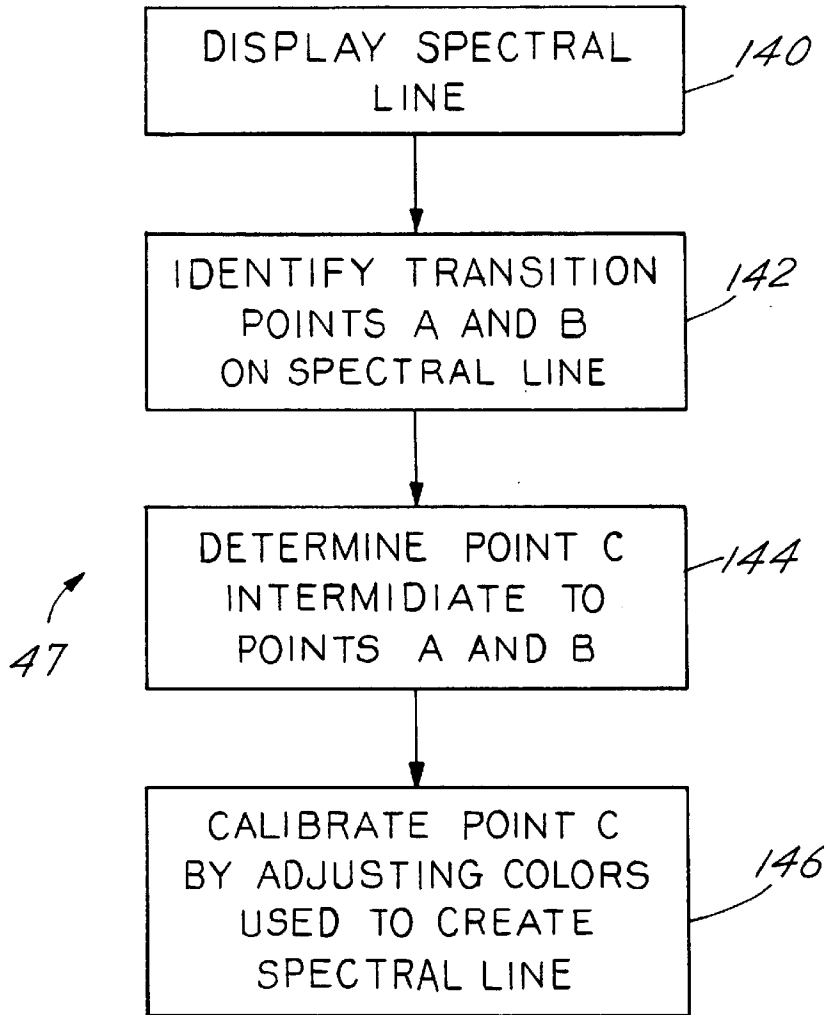 DISPLAY SPECTRAL
LINE
140
IDENTIFY TRANSITION
POINTS A AND B
ON SPECTRAL LINE
142
DETERMINE POINT C
INTERMIDIATE TO
POINTS A AND B
144
47
CALIBRATE POINT C
BY ADJUSTING COLORS
USED TO CREATE
SPECTRAL LINE
146